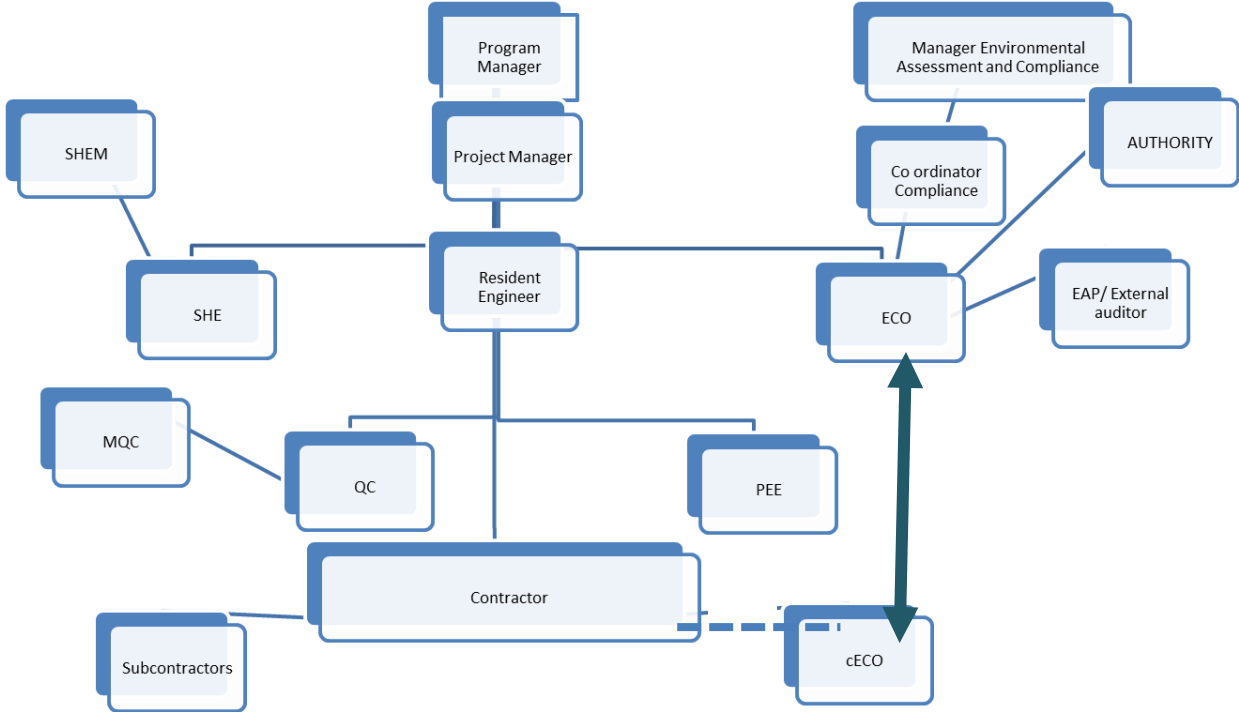 Program
Manager
Manager Environmental
Assessment and Compliance
SHEM
Project Manager
AUTHORITY
Co ordinator
Compliance
SHE
Resident
Engineer
ECO
EAP/ External
auditor
MQC
QC
PEE
Contractor
Subcontractors
cECO